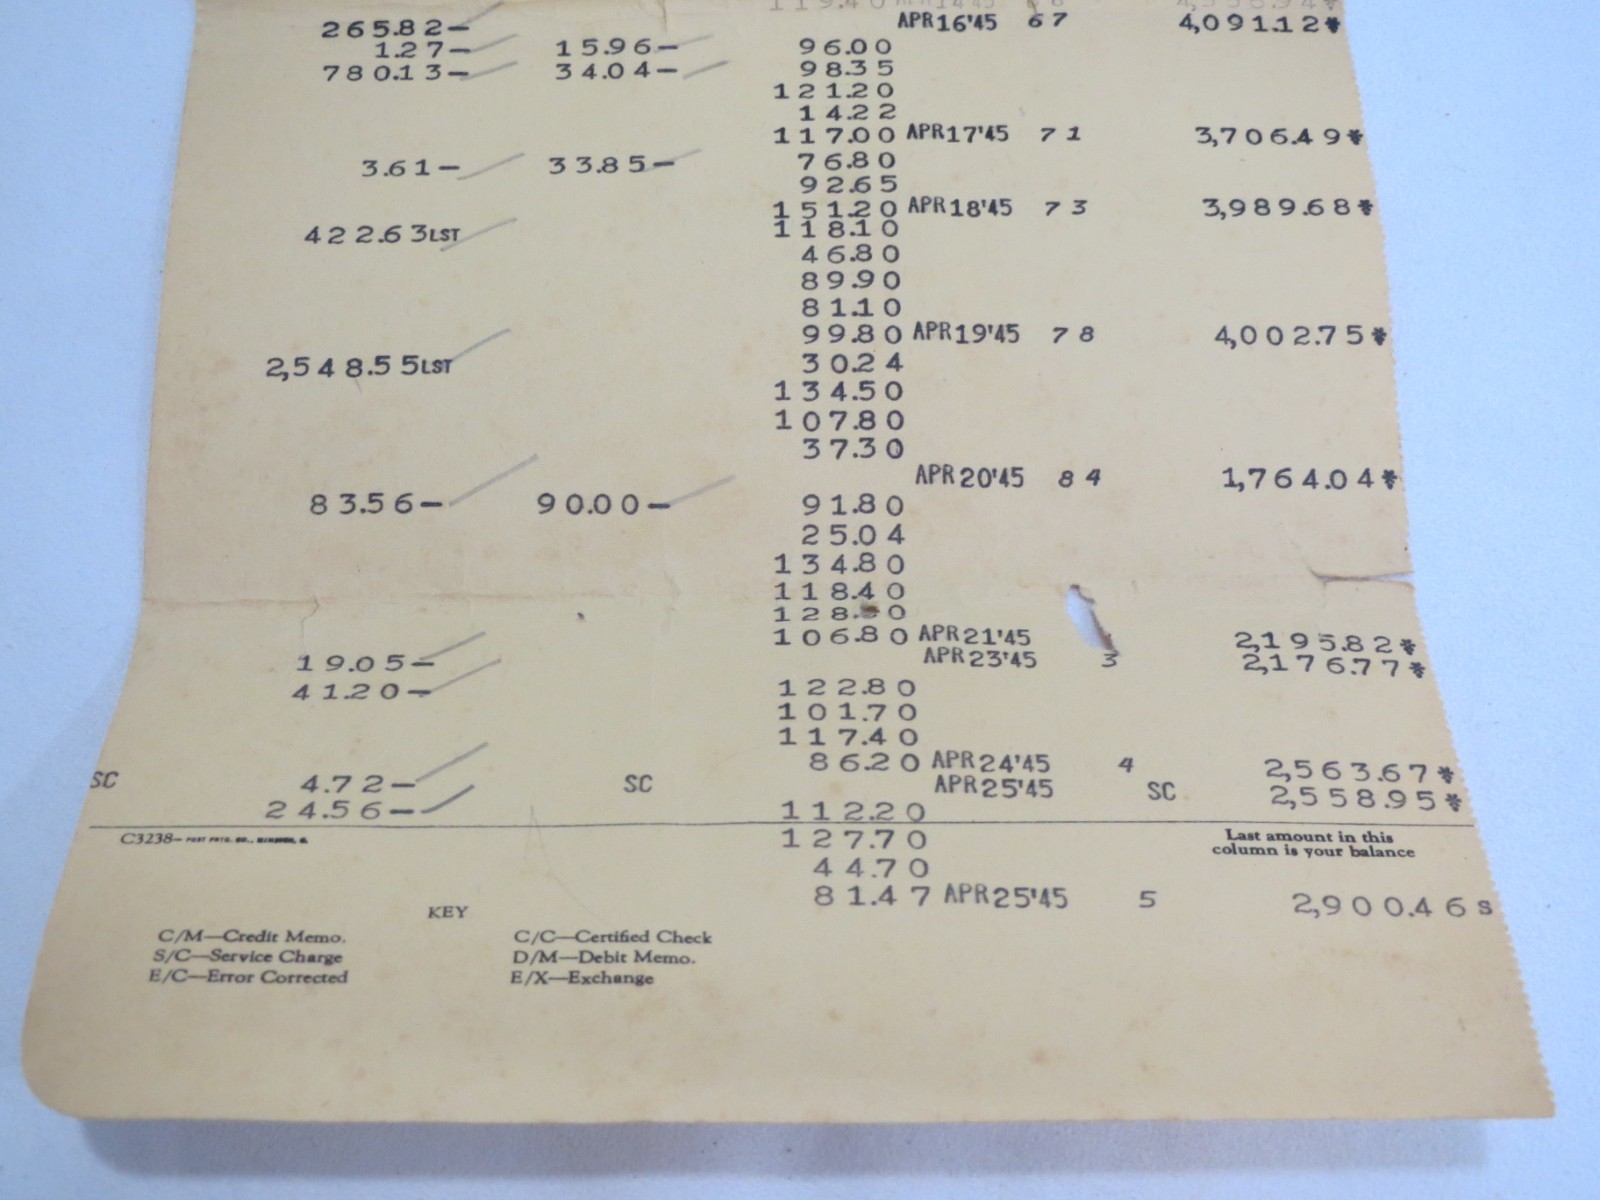 265.82- APR16'45 67 4,091.12*
1.27- 15.96- 96.00
780.13- 34.04- 98.35
121.20
14.22
117.00 APR17'45 71 3,706.49*
3.61- 33.85- 76.80
92.65
151.20 APR18'45 73 3,989.68*
422.63LST 118.10
46.80
89.90
81.10
99.80 APR19'45 78 4,002.75*
2,548.55LST 30.24
134.50
107.80
37.30
APR20'45 84 1,764.04*
83.56- 90.00- 91.80
25.04
134.80
118.40
128.50
106.80 APR21'45 2,195.82*
19.05- APR23'45 3 2,176.77*
41.20- 122.80
101.70
117.40
86.20 APR24'45 4 2,563.67*
SC 4.72- SC APR25'45 SC 2,558.95*
24.56- 112.20
C3238- 127.70 Last amount in this
column is your balance
44.70
81.47 APR25'45 5 2,900.46S
KEY
C/M—Credit Memo. C/C—Certified Check
S/C—Service Charge D/M—Debit Memo.
E/C—Error Corrected E/X—Exchange